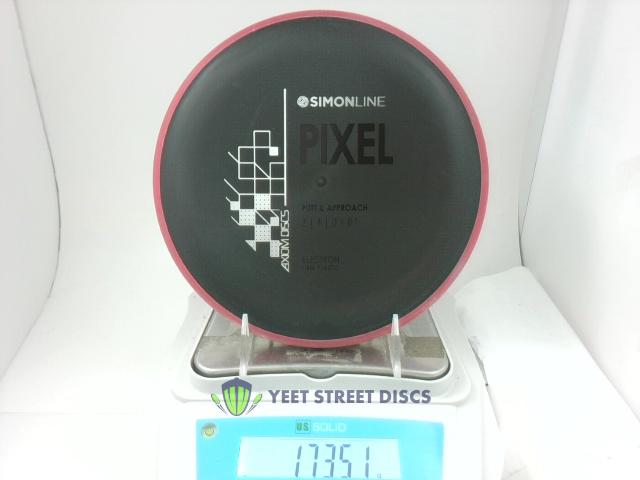 SIMONLINE
PIXEL
PUTT & APPROACH
AXIOM DISCS
ELECTRON
YEET STREET DISCS
US SOLID
173.51 g